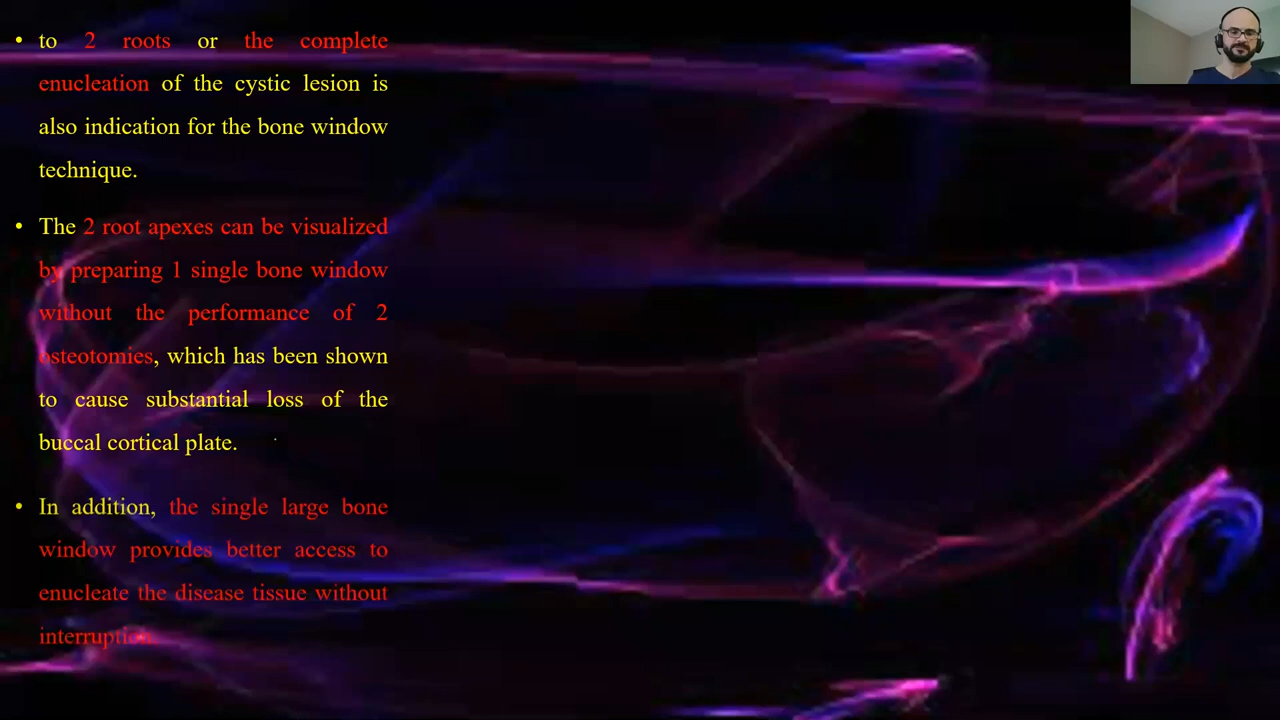 • to 2 roots or the complete
enucleation of the cystic lesion is
also indication for the bone window
technique.
• The 2 root apexes can be visualized
by preparing 1 single bone window
without the performance of 2
osteotomies, which has been shown
to cause substantial loss of the
buccal cortical plate.
• In addition, the single large bone
window provides better access to
enucleate the disease tissue without
interruption.